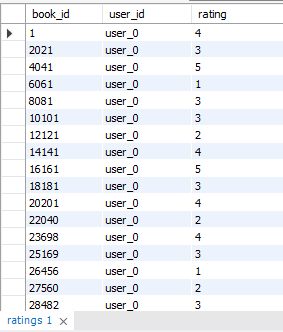 book_id user_id rating
1 user_0 4
2021 user_0 3
4041 user_0 5
6061 user_0 1
8081 user_0 3
10101 user_0 3
12121 user_0 2
14141 user_0 4
16161 user_0 5
18181 user_0 3
20201 user_0 4
22040 user_0 2
23698 user_0 4
25169 user_0 3
26456 user_0 1
27560 user_0 2
28482 user_0 3
ratings 1